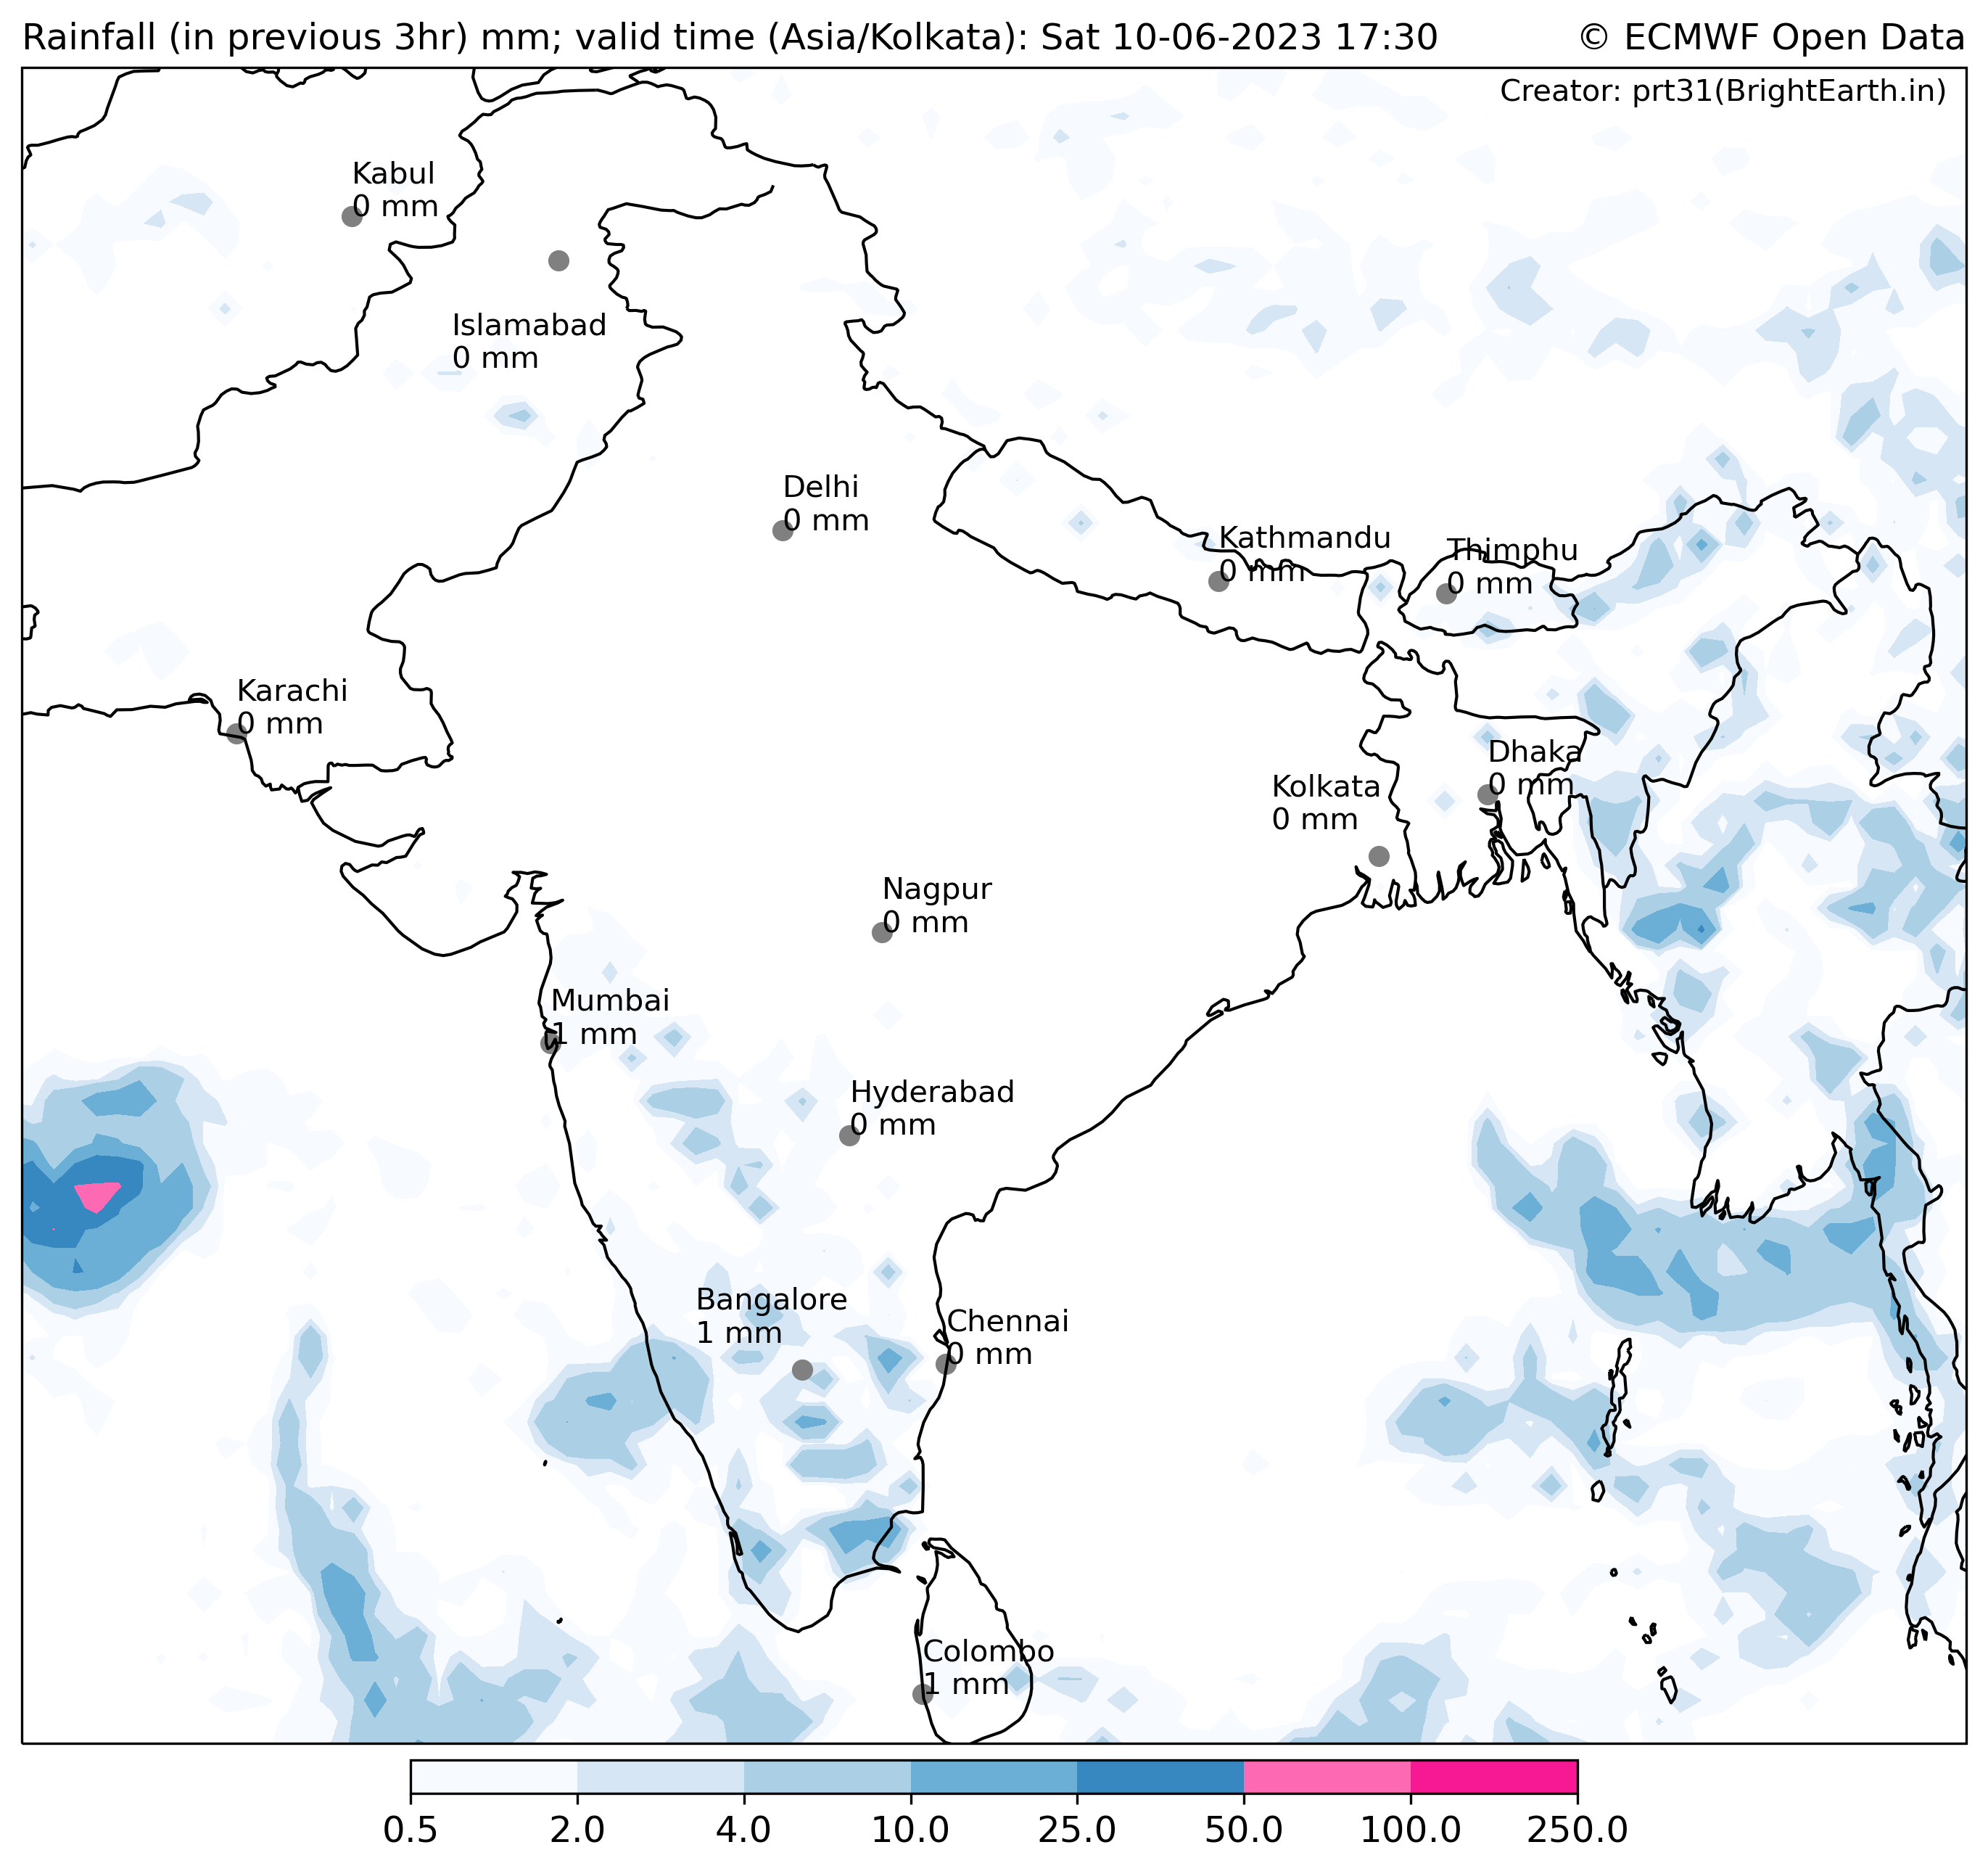 Rainfall (in previous 3hr) mm; valid time (Asia/Kolkata): Sat 10-06-2023 17:30
© ECMWF Open Data
Creator: prt31(BrightEarth.in)
Kabul
0 mm
Islamabad
0 mm
Delhi
0 mm
Kathmandu
0 mm
Thimphu
0 mm
Karachi
0 mm
Dhaka
0 mm
Kolkata
0 mm
Nagpur
0 mm
Mumbai
1 mm
Hyderabad
0 mm
Bangalore
1 mm
Chennai
0 mm
Colombo
1 mm
0.5 2.0 4.0 10.0 25.0 50.0 100.0 250.0